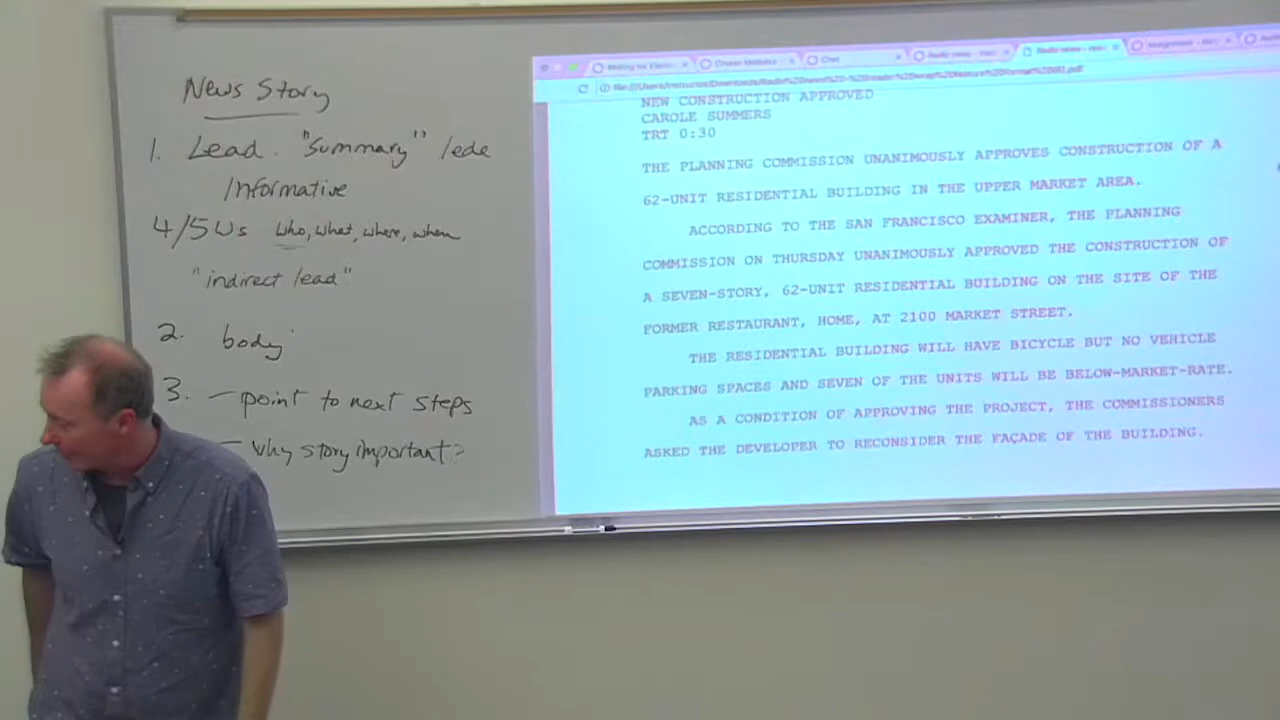 News Story
1. Lead. "Summary" lede
Informative
4/5 Ws who, what, where, when
"indirect lead"
2. body
3. – point to next steps
– why story important?
NEW CONSTRUCTION APPROVED
CAROLE SUMMERS
TRT 0:30
THE PLANNING COMMISSION UNANIMOUSLY APPROVES CONSTRUCTION OF A
62-UNIT RESIDENTIAL BUILDING IN THE UPPER MARKET AREA.
ACCORDING TO THE SAN FRANCISCO EXAMINER, THE PLANNING
COMMISSION ON THURSDAY UNANIMOUSLY APPROVED THE CONSTRUCTION OF
A SEVEN-STORY, 62-UNIT RESIDENTIAL BUILDING ON THE SITE OF THE
FORMER RESTAURANT, HOME, AT 2100 MARKET STREET.
THE RESIDENTIAL BUILDING WILL HAVE BICYCLE BUT NO VEHICLE
PARKING SPACES AND SEVEN OF THE UNITS WILL BE BELOW-MARKET-RATE.
AS A CONDITION OF APPROVING THE PROJECT, THE COMMISSIONERS
ASKED THE DEVELOPER TO RECONSIDER THE FAÇADE OF THE BUILDING.